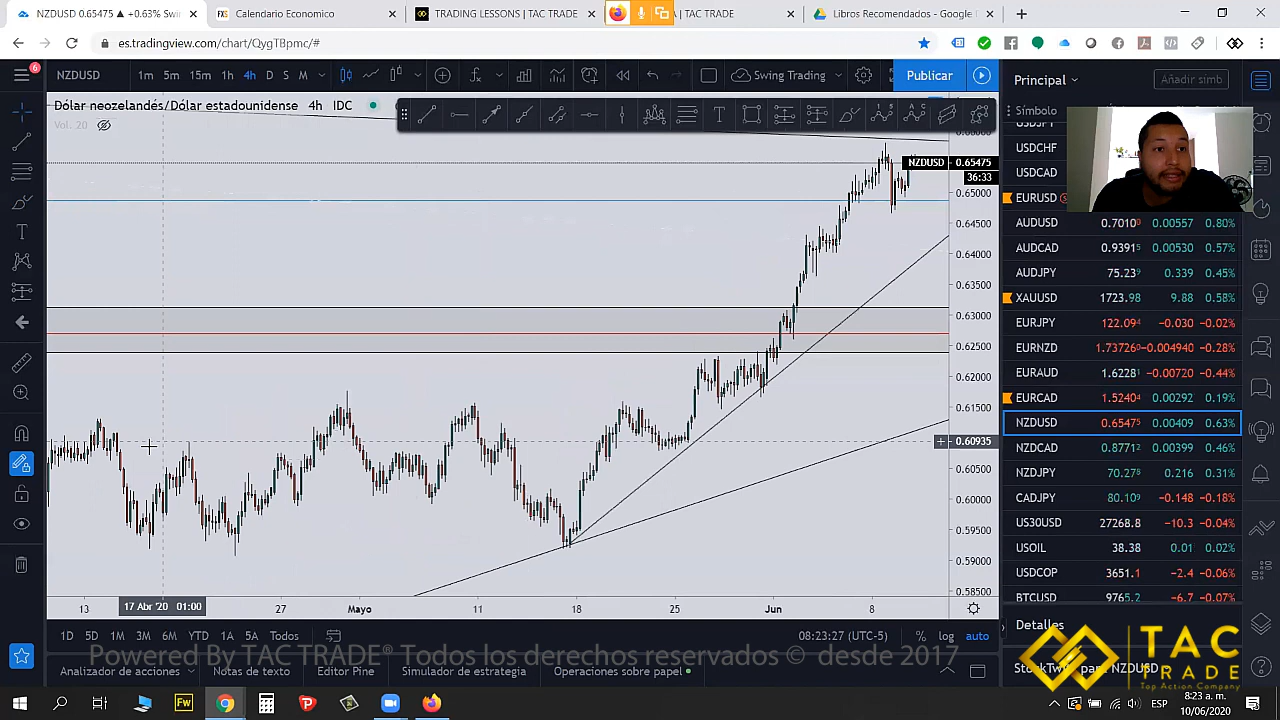 NZDUSD 0.65475 ▲ +0.63% Swin
Calendario Economico
TRADING LESSONS | TAC TRADE
| TAC TRADE
Libros Recomendados. - Google
es.tradingview.com/chart/QygTBpmc/#
6
NZDUSD
1m 5m 15m 1h 4h D S M
Swing Trading
Publicar
Principal
Añadir símb
Dólar neozelandés/Dólar estadounidense 4h IDC
Vol. 20
Símbolo
USDJPY
USDCHF
USDCAD
EURUSD
AUDUSD 0.7010⁰ 0.00557 0.80%
AUDCAD 0.9391⁵ 0.00530 0.57%
AUDJPY 75.23⁹ 0.339 0.45%
XAUUSD 1723.98 9.88 0.58%
EURJPY 122.09⁴ −0.030 −0.02%
EURNZD 1.73726⁰ −0.004940 −0.28%
EURAUD 1.6228¹ −0.00720 −0.44%
EURCAD 1.5240⁴ 0.00292 0.19%
NZDUSD 0.6547⁵ 0.00409 0.63%
NZDCAD 0.8771² 0.00399 0.46%
NZDJPY 70.27⁸ 0.216 0.31%
CADJPY 80.10⁹ −0.148 −0.18%
US30USD 27268.8 −10.3 −0.04%
USOIL 38.38 0.01 0.02%
USDCOP 3651.1 −2.4 −0.06%
BTCUSD 9765.2 −6.7 −0.07%
0.66000
NZDUSD 0.65475
36:33
0.65000
0.64500
0.64000
0.63500
0.63000
0.62500
0.62000
0.61500
0.60935
0.60500
0.60000
0.59500
0.59000
0.58500
13
17 Abr '20 01:00
27
Mayo
11
18
25
Jun
8
1D 5D 1M 3M 6M YTD 1A 5A Todos
08:23:27 (UTC-5)
% log auto
Detalles
StockTwits para NZDUSD
Powered By TAC TRADE® Todos los derechos reservados © desde 2017
Analizador de acciones
Notas de texto
Editor Pine
Simulador de estrategia
Operaciones sobre papel
TAC
TRADE
Top Action Company
Fw
ESP
8:23 a. m.
10/06/2020